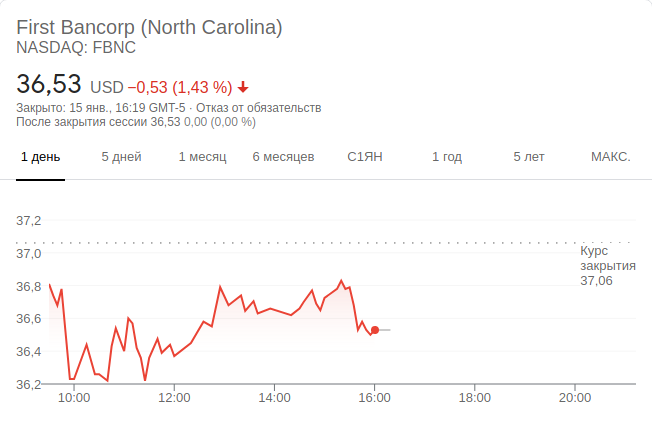 First Bancorp (North Carolina)
NASDAQ: FBNC
36,53 USD −0,53 (1,43 %)
Закрыто: 15 янв., 16:19 GMT-5 · Отказ от обязательств
После закрытия сессии 36,53 0,00 (0,00 %)
1 день 5 дней 1 месяц 6 месяцев С1ЯН 1 год 5 лет МАКС.
37,2
37,0
Курс
закрытия
37,06
36,8
36,6
36,4
36,2
10:00 12:00 14:00 16:00 18:00 20:00